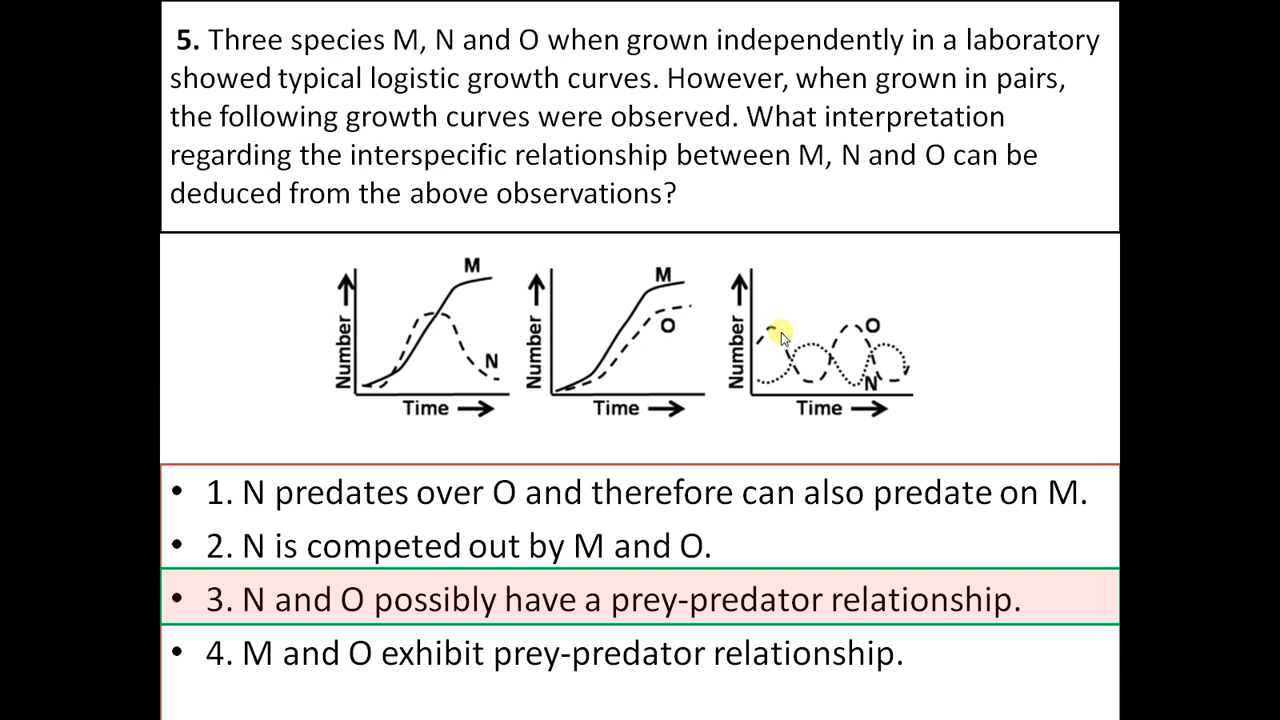 5. Three species M, N and O when grown independently in a laboratory
showed typical logistic growth curves. However, when grown in pairs,
the following growth curves were observed. What interpretation
regarding the interspecific relationship between M, N and O can be
deduced from the above observations?
Number
M
N
Time
Number
M
O
Time
Number
O
N
Time
• 1. N predates over O and therefore can also predate on M.
• 2. N is competed out by M and O.
• 3. N and O possibly have a prey-predator relationship.
• 4. M and O exhibit prey-predator relationship.